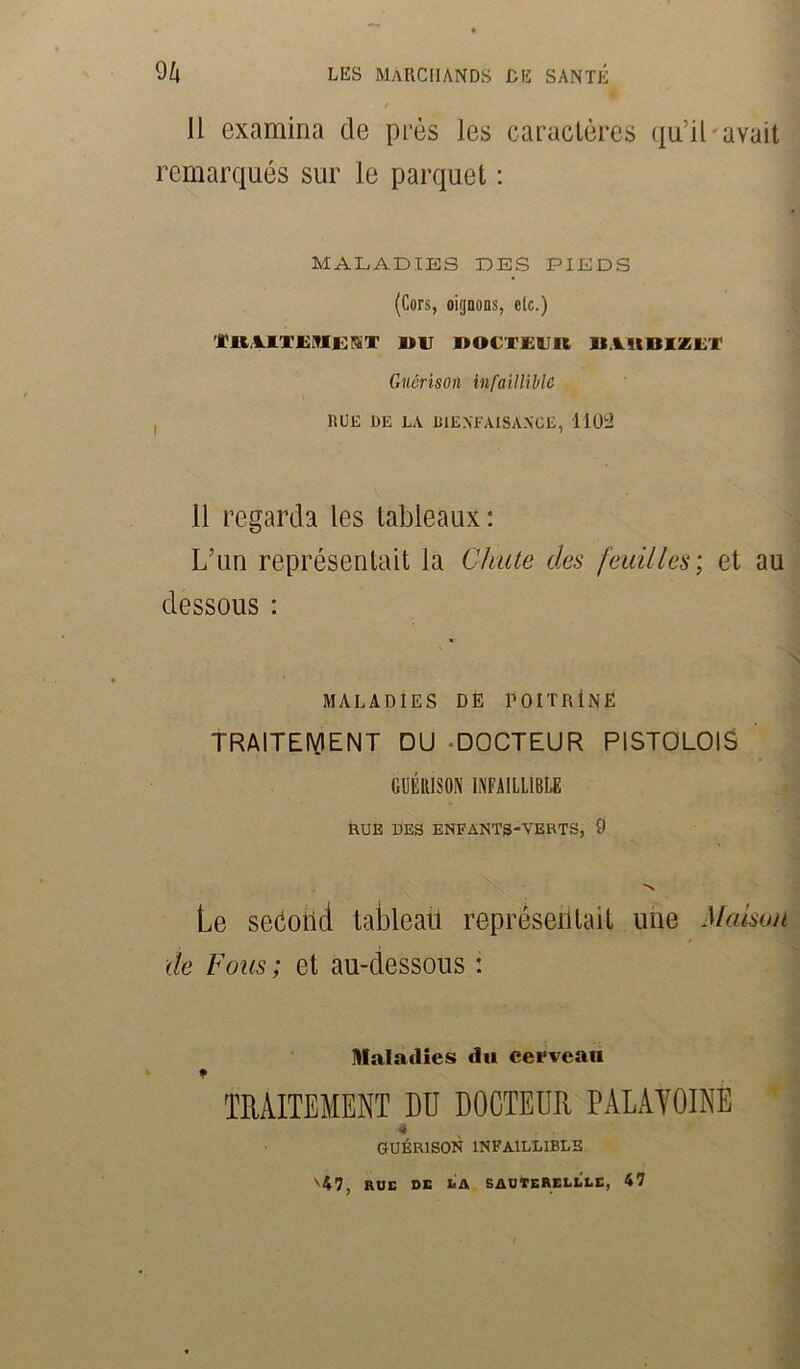 94 LES MARCHANDS DE SANTÉ
Il examina de près les caractères qu'il avait
remarqués sur le parquet :
MALADIES DES PIEDS
(Cors, oignons, etc.)
TRAITEMENT DU DOCTEUR BARBIZET
Guérison infaillible
RUE DE LA BIENFAISANCE, 1102
Il regarda les tableaux :
L'un représentait la Chute des feuilles; et au
dessous :
MALADIES DE POITRINE
TRAITEMENT DU DOCTEUR PISTOLOIS
GUÉRISON INFAILLIBLE
RUE DES ENFANTS-VERTS, 9
Le second tableau représentait une Maison
de Fous; et au-dessous :
Maladies du cerveau
TRAITEMENT DU DOCTEUR PALAVOINE
GUÉRISON INFAILLIBLE
47, RUE DE LA SAUTERELLE, 47